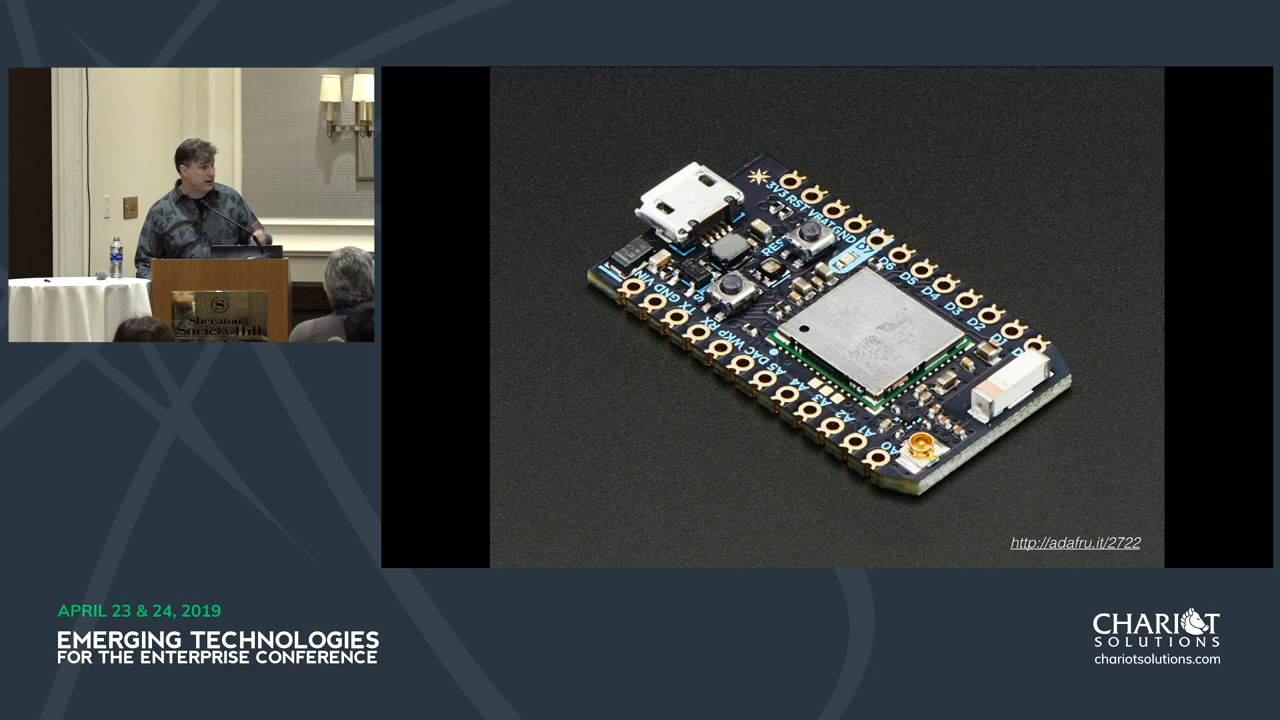 Sheraton
Society Hill
3V3
RST
VBAT
GND
D7
D6
D5
D4
D3
D2
RES
VIN
GND
TX
RX
WKP
DAC
A5
A4
A3
A2
A1
A0
http://adafru.it/2722
APRIL 23 & 24, 2019
EMERGING TECHNOLOGIES
FOR THE ENTERPRISE CONFERENCE
CHARIOT
SOLUTIONS
chariotsolutions.com